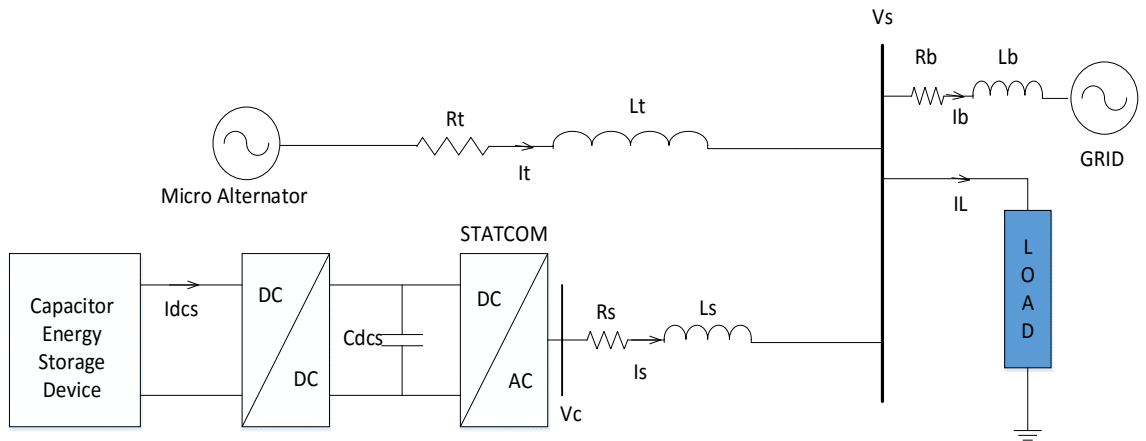 Vs
Rb
Lb
Ib
GRID
Rt
Lt
It
Micro Alternator
IL
LOAD
STATCOM
Capacitor
Energy
Storage
Device
Idcs
DC
DC
Cdcs
DC
AC
Vc
Rs
Ls
Is